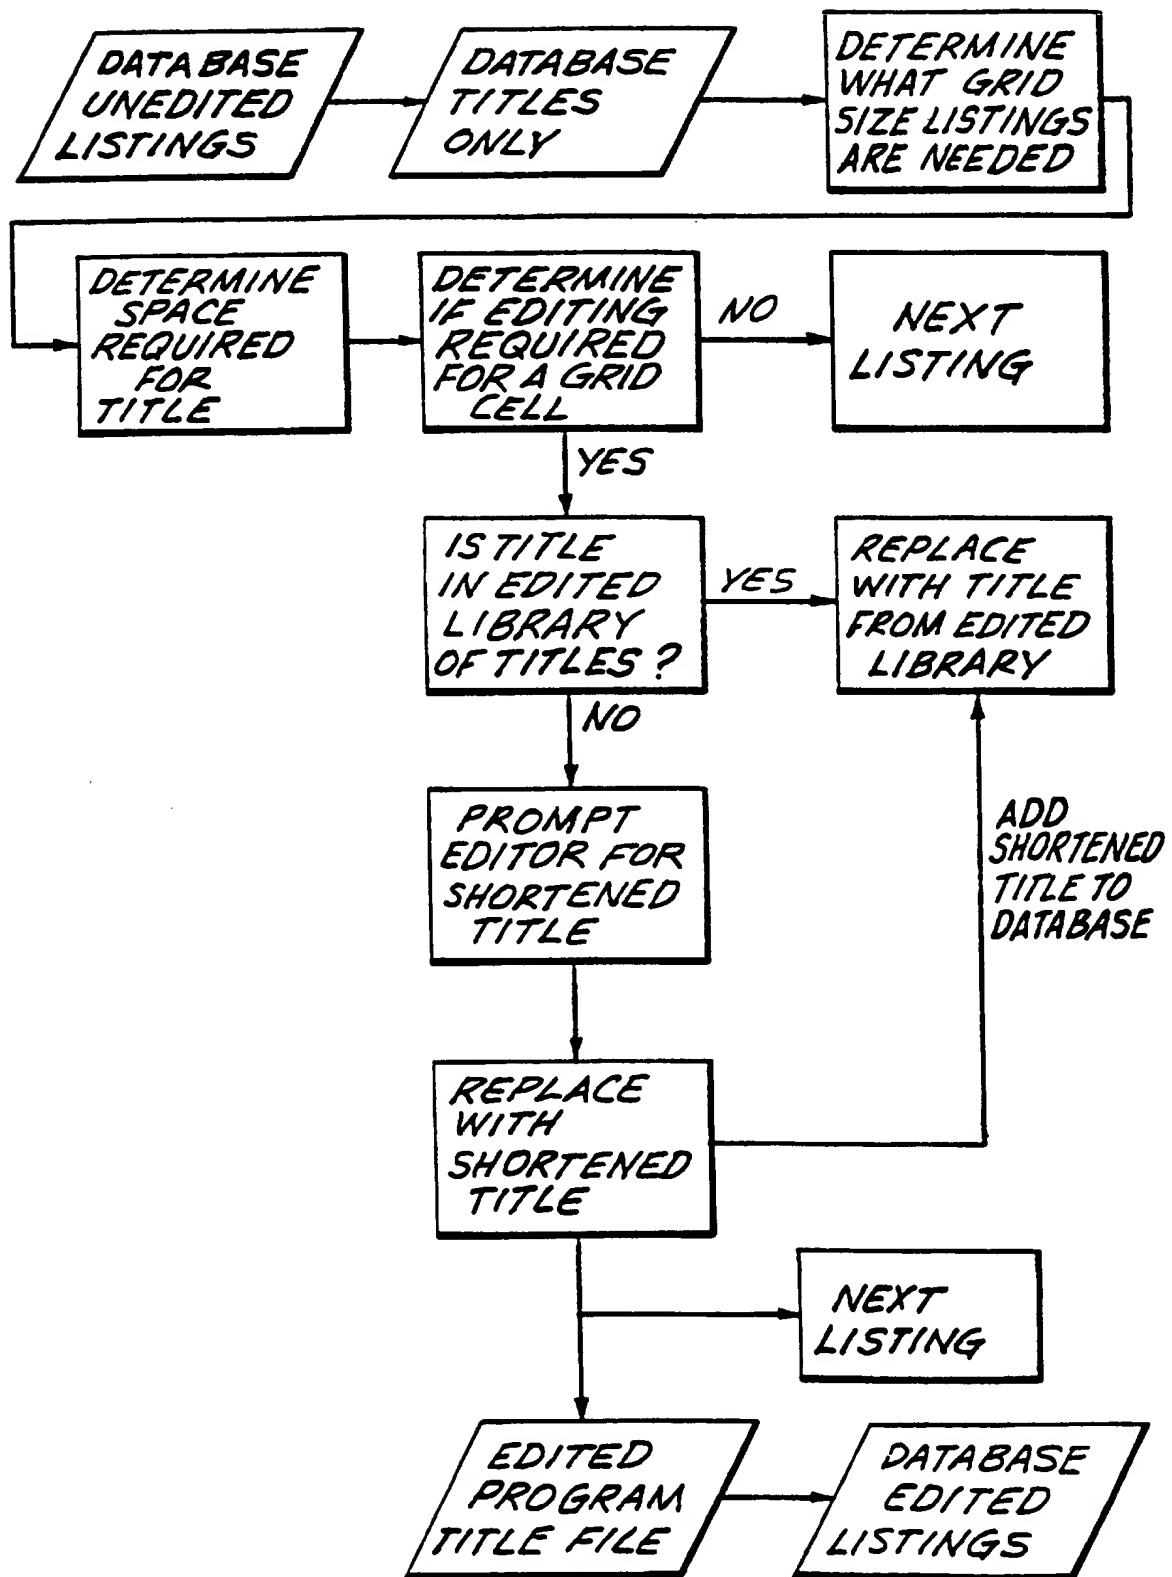 DATABASE
UNEDITED
LISTINGS
DATABASE
TITLES
ONLY
DETERMINE
WHAT GRID
SIZE LISTINGS
ARE NEEDED
DETERMINE
SPACE
REQUIRED
FOR
TITLE
DETERMINE
IF EDITING
REQUIRED
FOR A GRID
CELL
NO
NEXT
LISTING
YES
IS TITLE
IN EDITED
LIBRARY
OF TITLES?
YES
REPLACE
WITH TITLE
FROM EDITED
LIBRARY
NO
PROMPT
EDITOR FOR
SHORTENED
TITLE
ADD
SHORTENED
TITLE TO
DATABASE
REPLACE
WITH
SHORTENED
TITLE
NEXT
LISTING
EDITED
PROGRAM
TITLE FILE
DATABASE
EDITED
LISTINGS